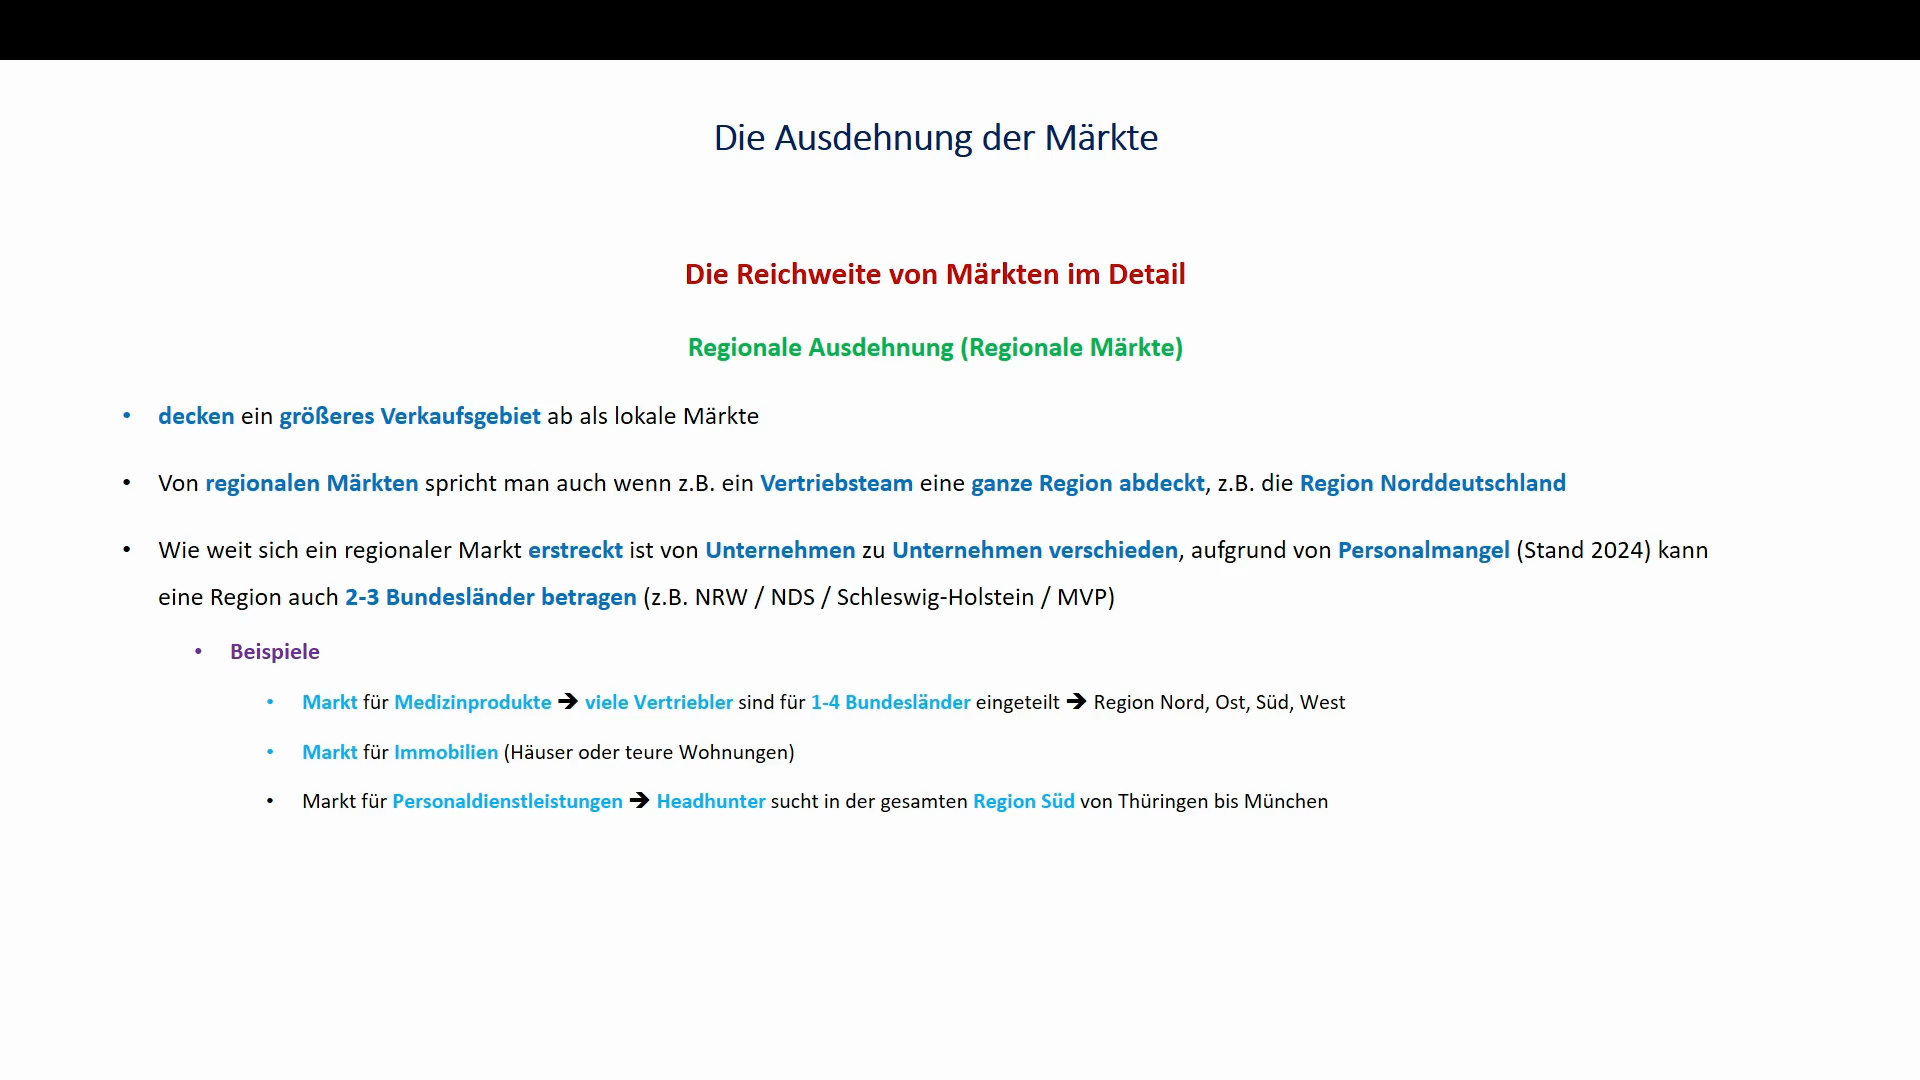 Die Ausdehnung der Märkte
Die Reichweite von Märkten im Detail
Regionale Ausdehnung (Regionale Märkte)
• decken ein größeres Verkaufsgebiet ab als lokale Märkte
• Von regionalen Märkten spricht man auch wenn z.B. ein Vertriebsteam eine ganze Region abdeckt, z.B. die Region Norddeutschland
• Wie weit sich ein regionaler Markt erstreckt ist von Unternehmen zu Unternehmen verschieden, aufgrund von Personalmangel (Stand 2024) kann
eine Region auch 2-3 Bundesländer betragen (z.B. NRW / NDS / Schleswig-Holstein / MVP)
• Beispiele
• Markt für Medizinprodukte ➔ viele Vertriebler sind für 1-4 Bundesländer eingeteilt ➔ Region Nord, Ost, Süd, West
• Markt für Immobilien (Häuser oder teure Wohnungen)
• Markt für Personaldienstleistungen ➔ Headhunter sucht in der gesamten Region Süd von Thüringen bis München